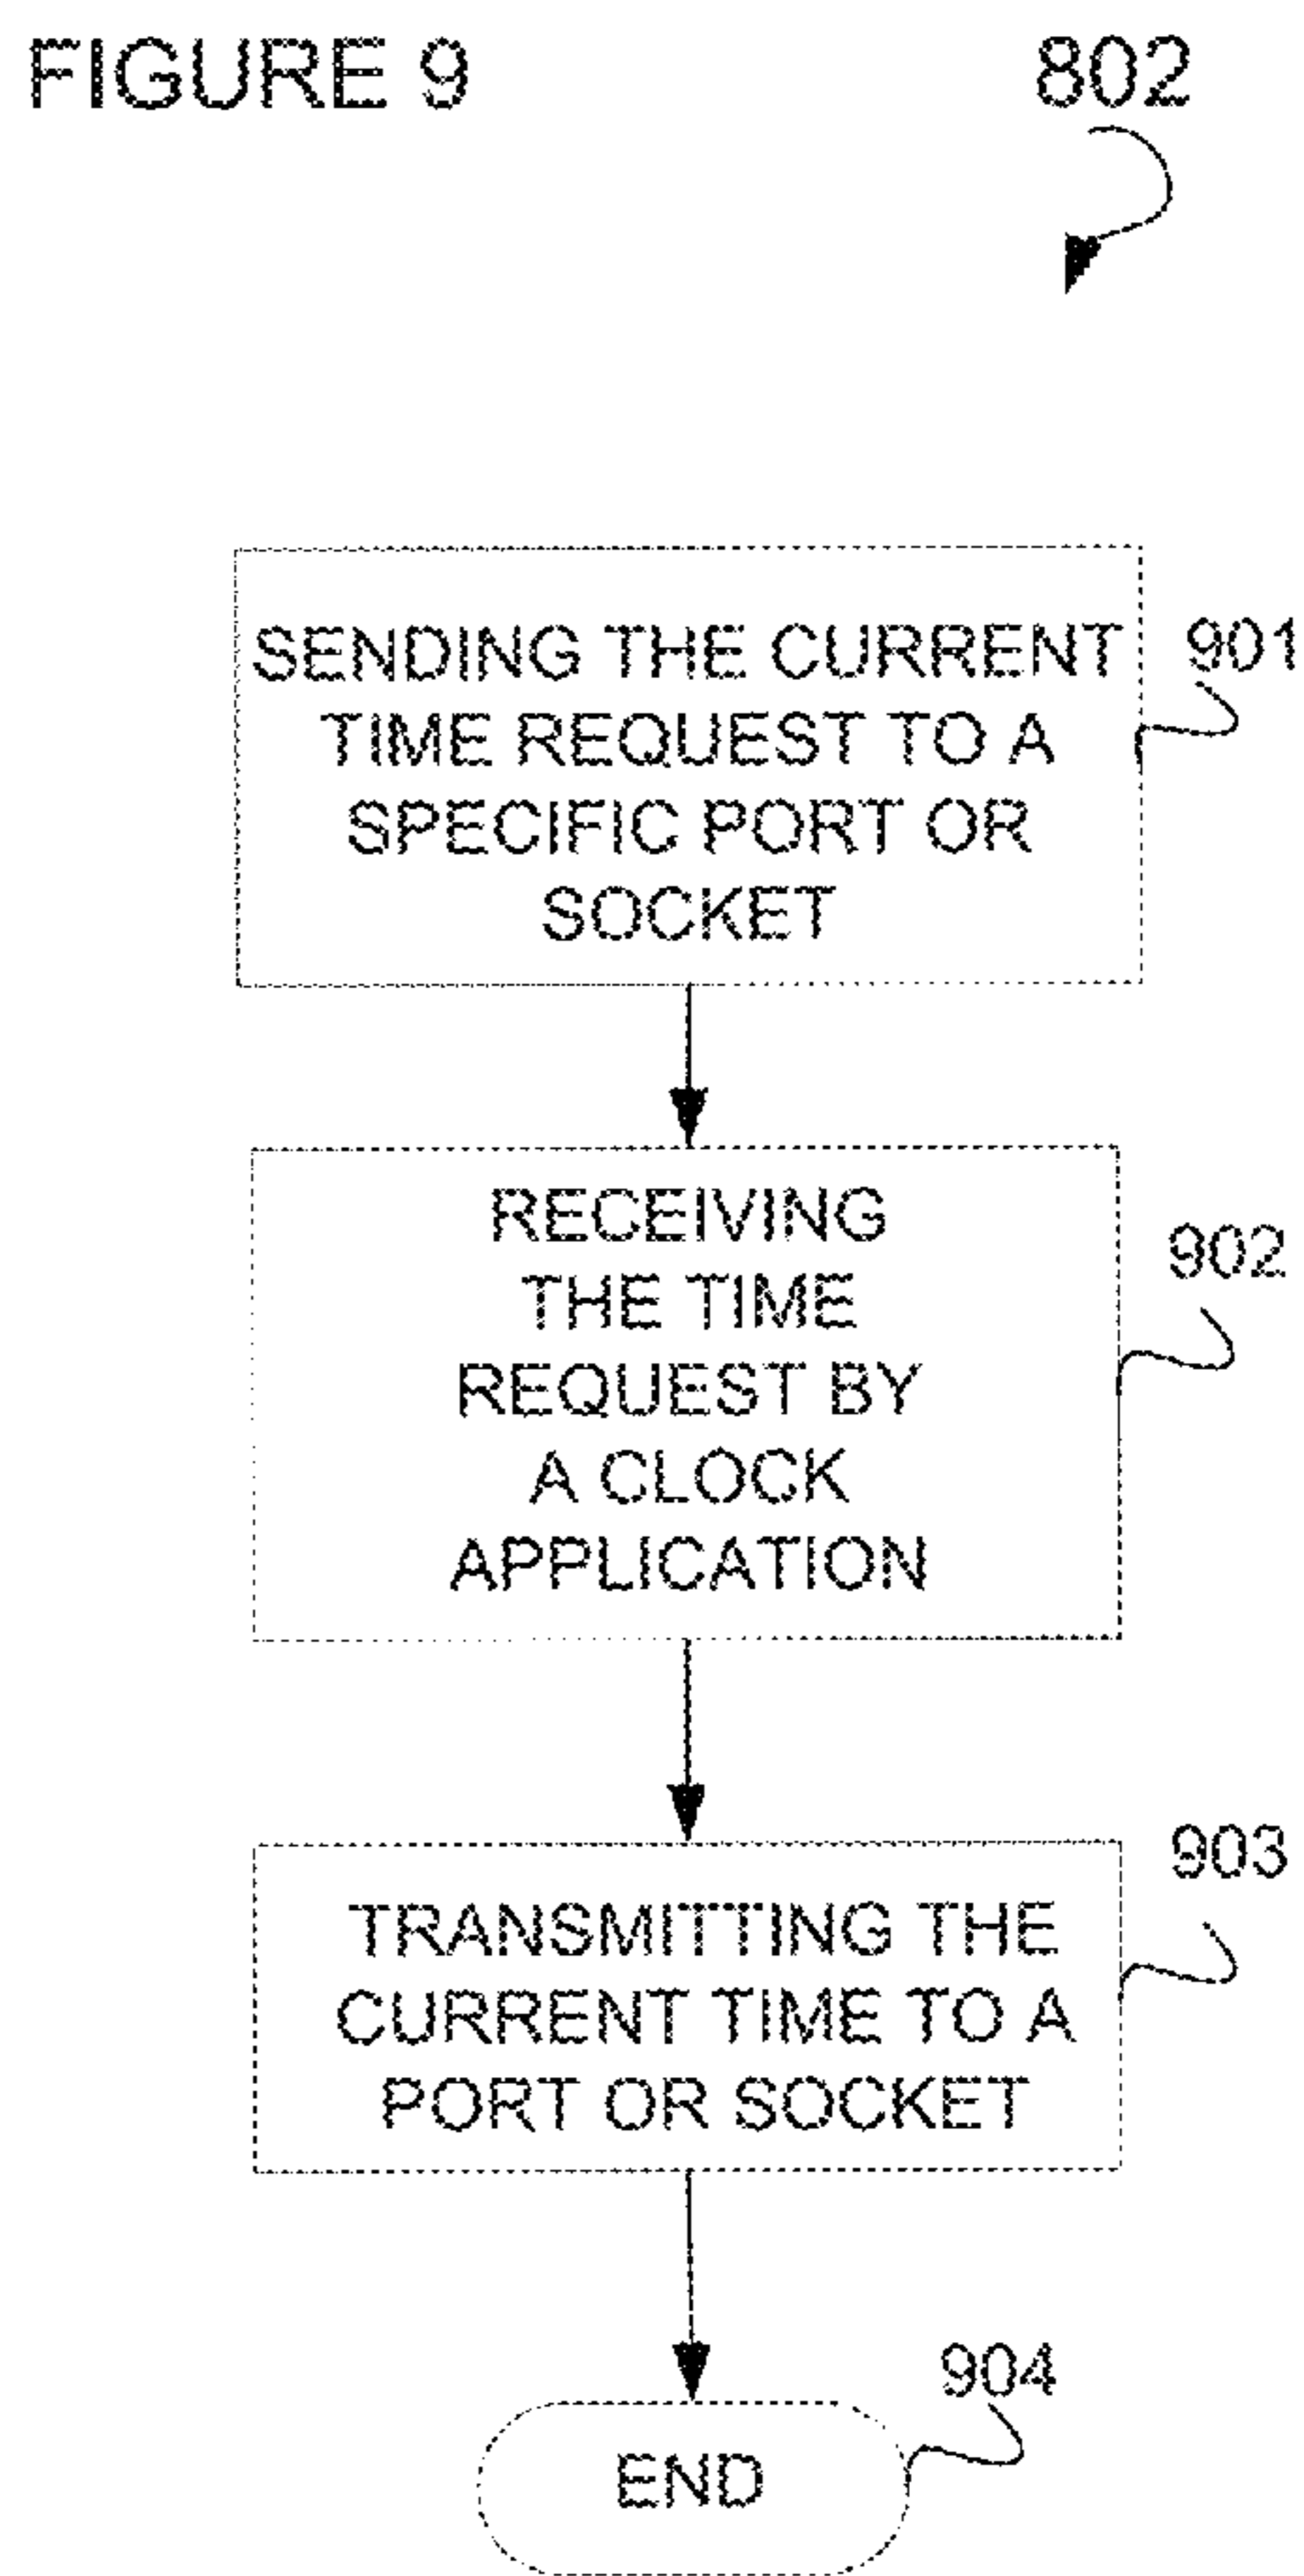 FIGURE 9
802
SENDING THE CURRENT
TIME REQUEST TO A
SPECIFIC PORT OR
SOCKET
901
RECEIVING
THE TIME
REQUEST BY
A CLOCK
APPLICATION
902
TRANSMITTING THE
CURRENT TIME TO A
PORT OR SOCKET
903
END
904